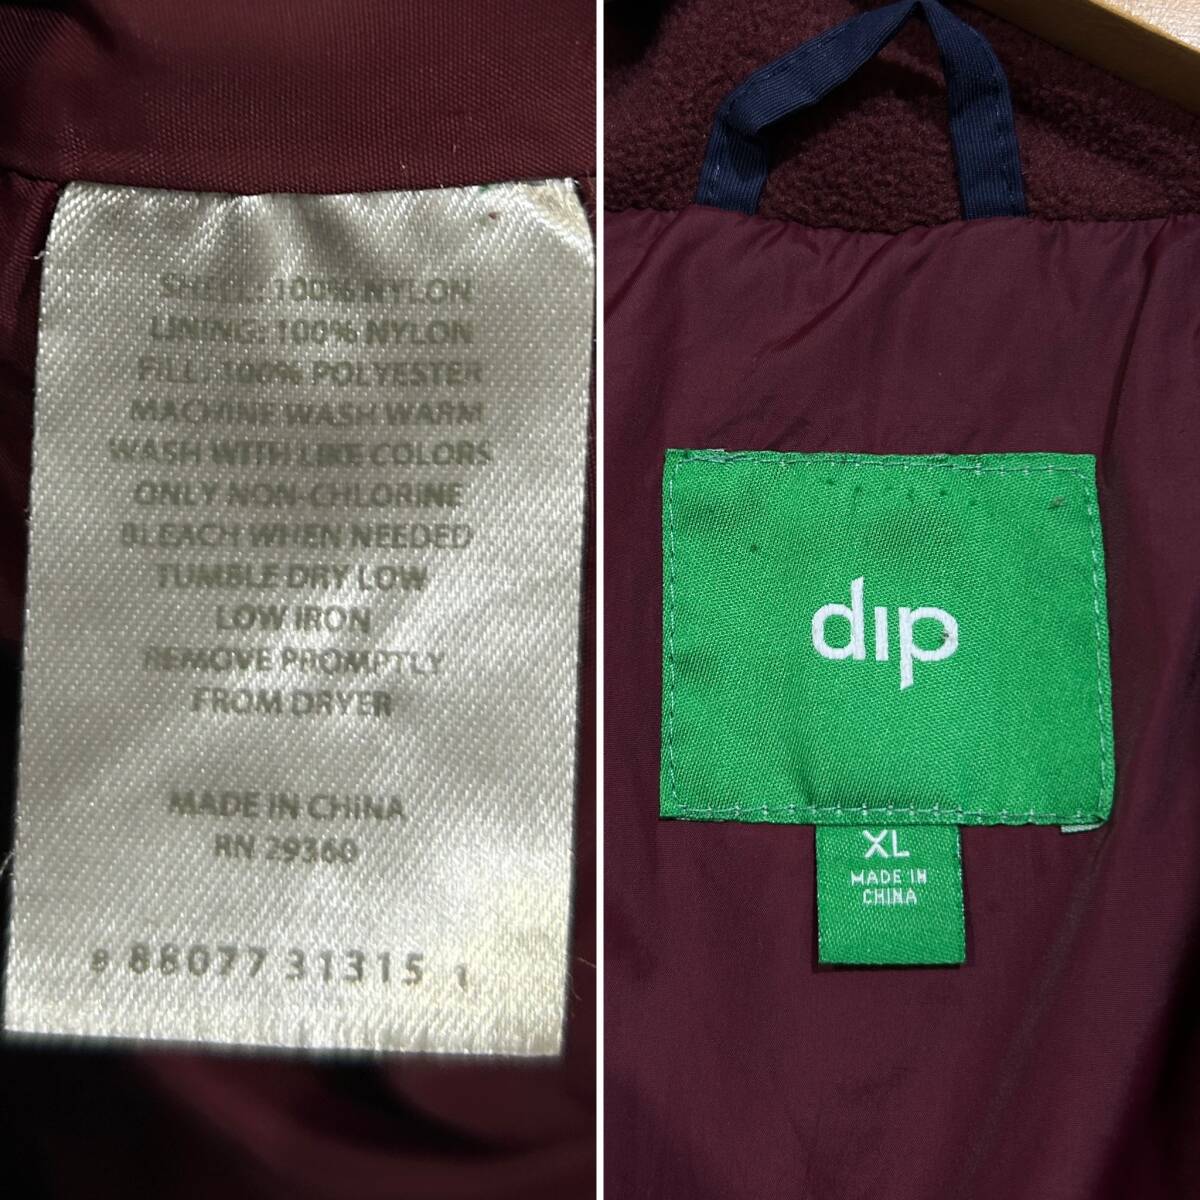 SHELL: 100% NYLON
LINING: 100% NYLON
FILL: 100% POLYESTER
MACHINE WASH WARM
WASH WITH LIKE COLORS
ONLY NON-CHLORINE
BLEACH WHEN NEEDED
TUMBLE DRY LOW
LOW IRON
REMOVE PROMPTLY
FROM DRYER
MADE IN CHINA
RN 29360
8 88077 31315 1
dip
XL
MADE IN
CHINA